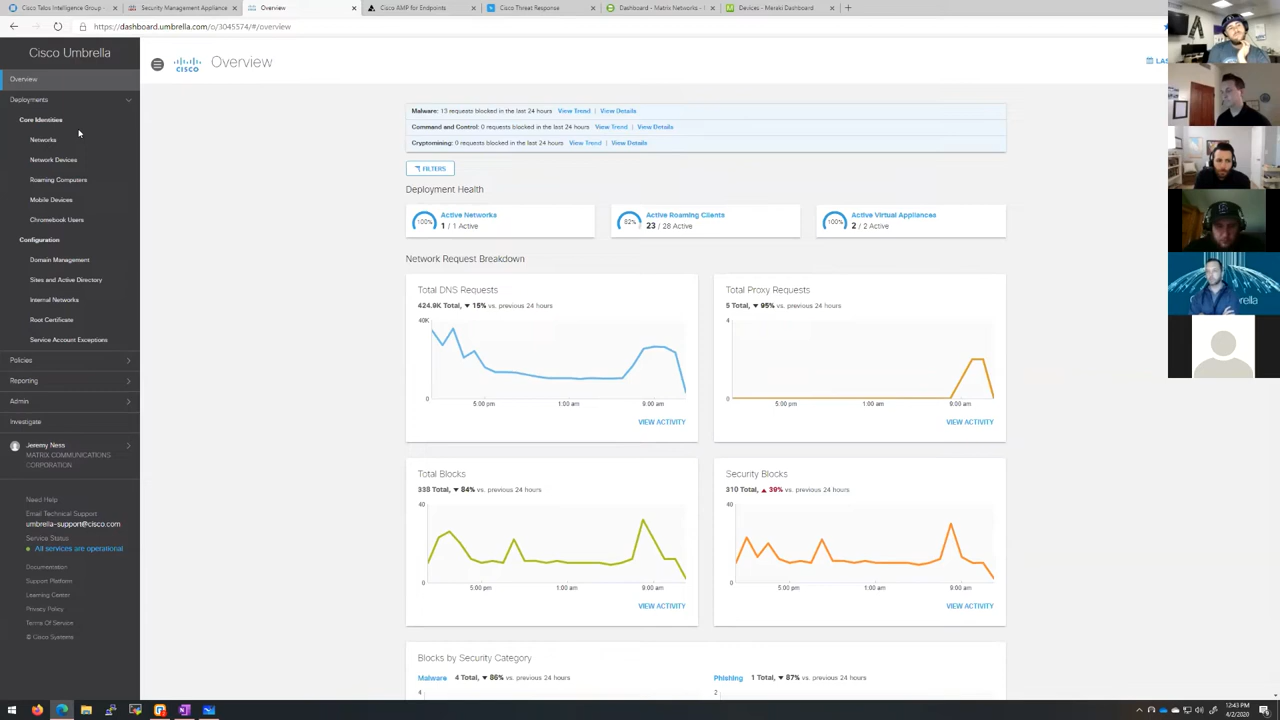 Cisco Talos Intelligence Group -
Security Management Appliance
Overview
Cisco AMP for Endpoints
Cisco Threat Response
Dashboard - Matrix Networks -
Devices - Meraki Dashboard
https://dashboard.umbrella.com/o/3045574/#/overview
Cisco Umbrella
Overview
Deployments
Core Identities
Networks
Network Devices
Roaming Computers
Mobile Devices
Chromebook Users
Configuration
Domain Management
Sites and Active Directory
Internal Networks
Root Certificate
Service Account Exceptions
Policies
Reporting
Admin
Investigate
Jeremy Ness
MATRIX COMMUNICATIONS
CORPORATION
Need Help
Email Technical Support
umbrella-support@cisco.com
Service Status
All services are operational
Documentation
Support Platform
Learning Center
Privacy Policy
Terms Of Service
© Cisco Systems
CISCO
Overview
LAS
Malware: 13 requests blocked in the last 24 hours View Trend | View Details
Command and Control: 0 requests blocked in the last 24 hours View Trend | View Details
Cryptomining: 0 requests blocked in the last 24 hours View Trend | View Details
FILTERS
Deployment Health
100%
Active Networks
1 / 1 Active
82%
Active Roaming Clients
23 / 28 Active
100%
Active Virtual Appliances
2 / 2 Active
Network Request Breakdown
Total DNS Requests
424.9K Total, ▼ 15% vs. previous 24 hours
40K
0
5:00 pm 1:00 am 9:00 am
VIEW ACTIVITY
Total Proxy Requests
5 Total, ▼ 95% vs. previous 24 hours
4
0
5:00 pm 1:00 am 9:00 am
VIEW ACTIVITY
Total Blocks
338 Total, ▼ 84% vs. previous 24 hours
40
0
5:00 pm 1:00 am 9:00 am
VIEW ACTIVITY
Security Blocks
310 Total, ▲ 39% vs. previous 24 hours
40
0
5:00 pm 1:00 am 9:00 am
VIEW ACTIVITY
Blocks by Security Category
Malware 4 Total, ▼ 86% vs. previous 24 hours
4
Phishing 1 Total, ▼ 87% vs. previous 24 hours
2
12:43 PM
4/2/2020